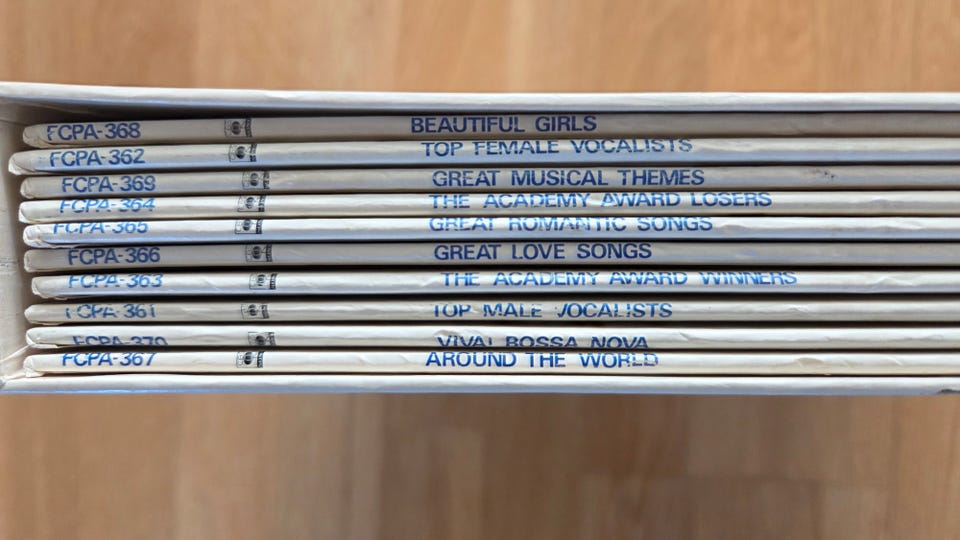 FCPA-368 BEAUTIFUL GIRLS
FCPA-362 TOP FEMALE VOCALISTS
FCPA-369 GREAT MUSICAL THEMES
FCPA-364 THE ACADEMY AWARD LOSERS
FCPA-365 GREAT ROMANTIC SONGS
FCPA-366 GREAT LOVE SONGS
FCPA-363 THE ACADEMY AWARD WINNERS
FCPA-361 TOP MALE VOCALISTS
FCPA-370 VIVA! BOSSA NOVA
FCPA-367 AROUND THE WORLD